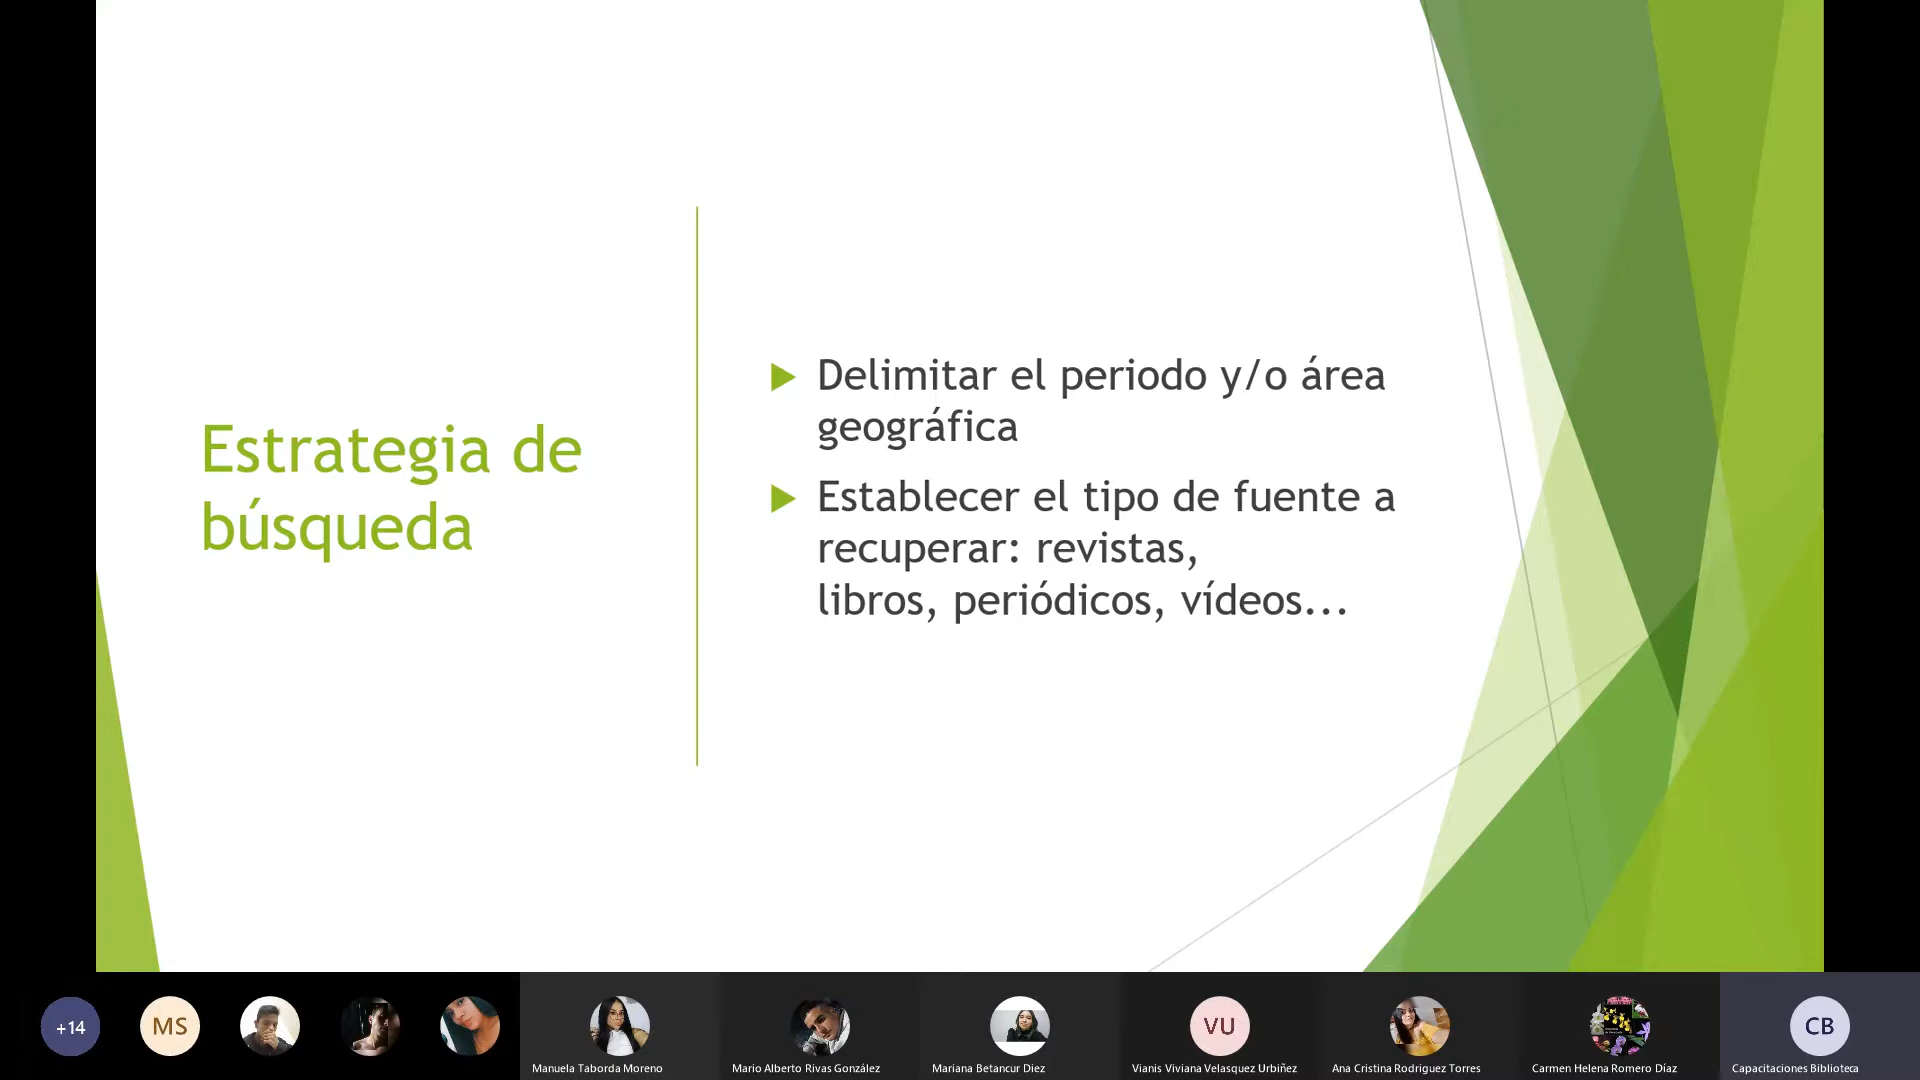 Estrategia de
búsqueda
Delimitar el periodo y/o área
geográfica
Establecer el tipo de fuente a
recuperar: revistas,
libros, periódicos, vídeos...
+14
MS
VU
CB
Manuela Taborda Moreno
Mario Alberto Rivas González
Mariana Betancur Diez
Vianis Viviana Velasquez Urbiñez
Ana Cristina Rodriguez Torres
Carmen Helena Romero Díaz
Capacitaciones Biblioteca